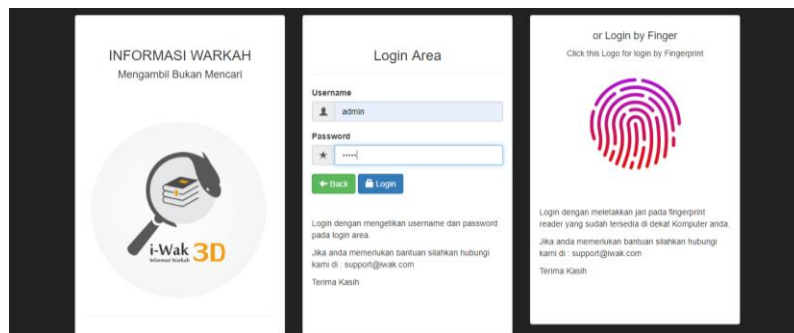 INFORMASI WARKAH
Mengambil Bukan Mencari
i-Wak 3D
Informasi Warkah
Login Area
Username
admin
Password
•••••
Back
Login
Login dengan mengetikan username dan password
pada login area.
Jika anda memerlukan bantuan silahkan hubungi
kami di : support@iwak.com
Terima Kasih
or Login by Finger
Click this Logo for login by Fingerprint
Login dengan meletakkan jari pada fingerprint
reader yang sudah tersedia di dekat Komputer anda.
Jika anda memerlukan bantuan silahkan hubungi
kami di : support@iwak.com
Terima Kasih